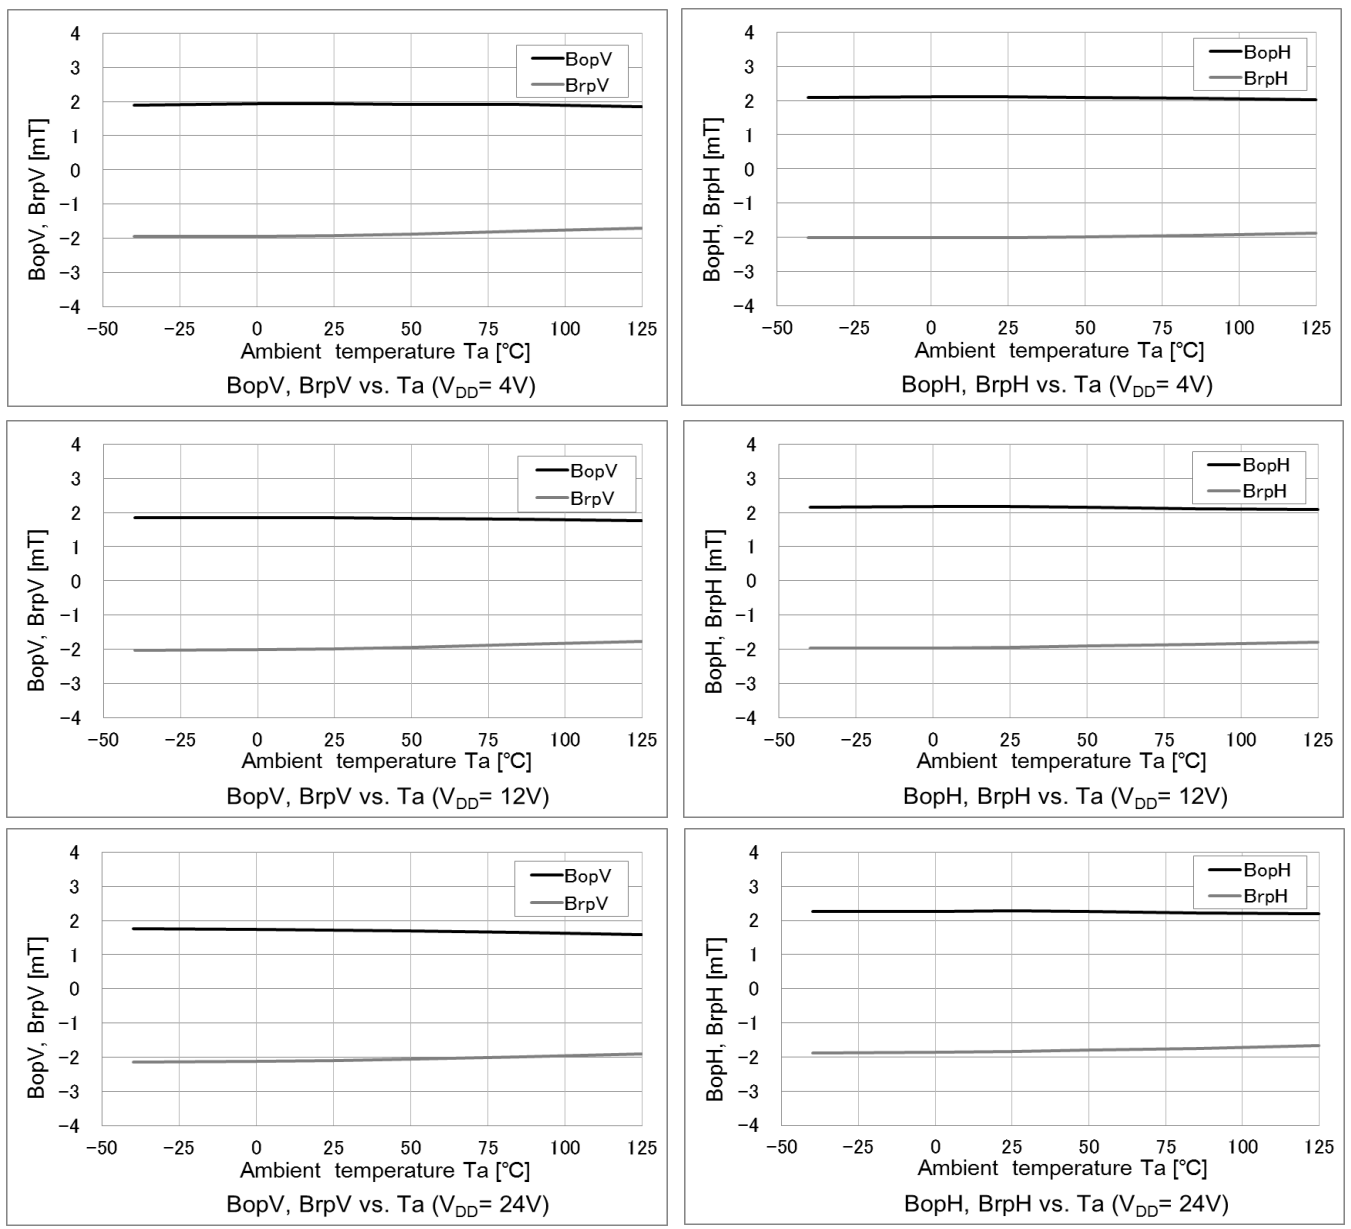 4
3
2
1
0
−1
−2
−3
−4
BopV, BrpV [mT]
BopV
BrpV
−50 −25 0 25 50 75 100 125
Ambient temperature Ta [℃]
BopV, BrpV vs. Ta (VDD= 4V)
4
3
2
1
0
−1
−2
−3
−4
BopH, BrpH [mT]
BopH
BrpH
−50 −25 0 25 50 75 100 125
Ambient temperature Ta [℃]
BopH, BrpH vs. Ta (VDD= 4V)
4
3
2
1
0
−1
−2
−3
−4
BopV, BrpV [mT]
BopV
BrpV
−50 −25 0 25 50 75 100 125
Ambient temperature Ta [℃]
BopV, BrpV vs. Ta (VDD= 12V)
4
3
2
1
0
−1
−2
−3
−4
BopH, BrpH [mT]
BopH
BrpH
−50 −25 0 25 50 75 100 125
Ambient temperature Ta [℃]
BopH, BrpH vs. Ta (VDD= 12V)
4
3
2
1
0
−1
−2
−3
−4
BopV, BrpV [mT]
BopV
BrpV
−50 −25 0 25 50 75 100 125
Ambient temperature Ta [℃]
BopV, BrpV vs. Ta (VDD= 24V)
4
3
2
1
0
−1
−2
−3
−4
BopH, BrpH [mT]
BopH
BrpH
−50 −25 0 25 50 75 100 125
Ambient temperature Ta [℃]
BopH, BrpH vs. Ta (VDD= 24V)